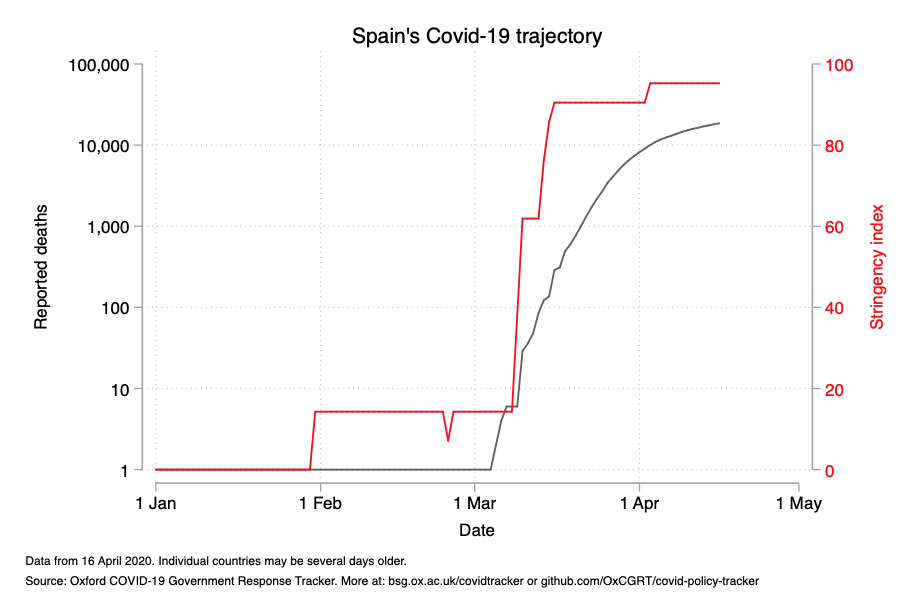 Spain's Covid-19 trajectory
100,000
10,000
1,000
100
10
1
Reported deaths
100
80
60
40
20
0
Stringency index
1 Jan
1 Feb
1 Mar
1 Apr
1 May
Date
Data from 16 April 2020. Individual countries may be several days older.
Source: Oxford COVID-19 Government Response Tracker. More at: bsg.ox.ac.uk/covidtracker or github.com/OxCGRT/covid-policy-tracker